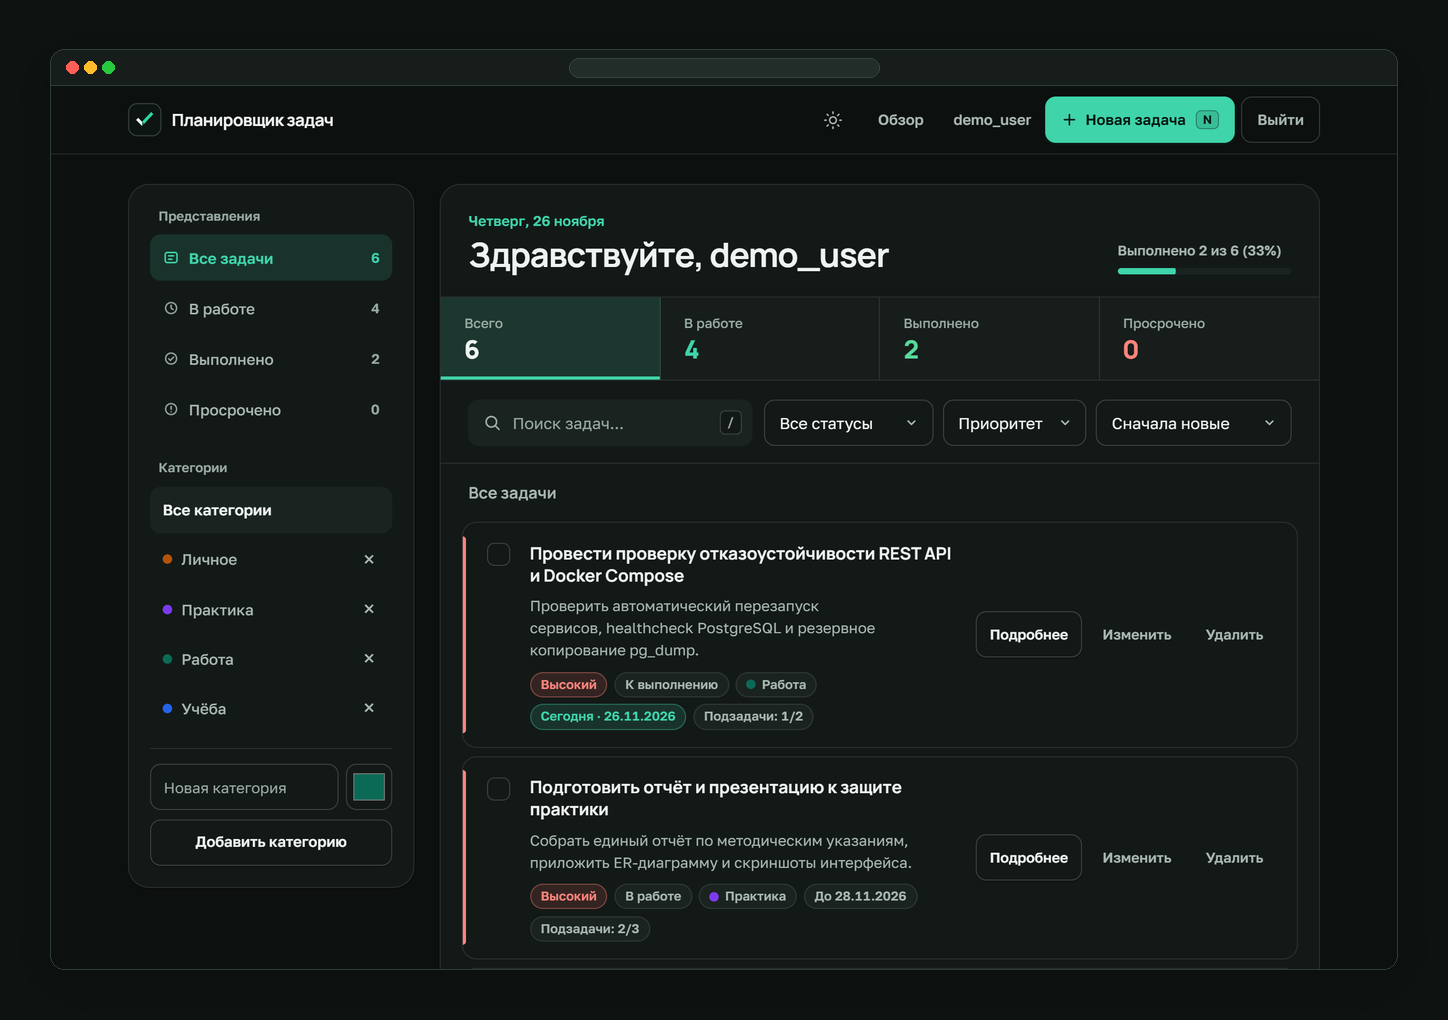 Планировщик задач
Обзор
demo_user
+ Новая задача N
Выйти
Представления
Все задачи 6
В работе 4
Выполнено 2
Просрочено 0
Категории
Все категории
Личное ×
Практика ×
Работа ×
Учёба ×
Новая категория
Добавить категорию
Четверг, 26 ноября
Здравствуйте, demo_user
Выполнено 2 из 6 (33%)
Всего
6
В работе
4
Выполнено
2
Просрочено
0
Поиск задач... /
Все статусы
Приоритет
Сначала новые
Все задачи
Провести проверку отказоустойчивости REST API
и Docker Compose
Проверить автоматический перезапуск
сервисов, healthcheck PostgreSQL и резервное
копирование pg_dump.
Высокий К выполнению Работа
Сегодня · 26.11.2026 Подзадачи: 1/2
Подробнее Изменить Удалить
Подготовить отчёт и презентацию к защите
практики
Собрать единый отчёт по методическим указаниям,
приложить ER-диаграмму и скриншоты интерфейса.
Высокий В работе Практика До 28.11.2026
Подзадачи: 2/3
Подробнее Изменить Удалить